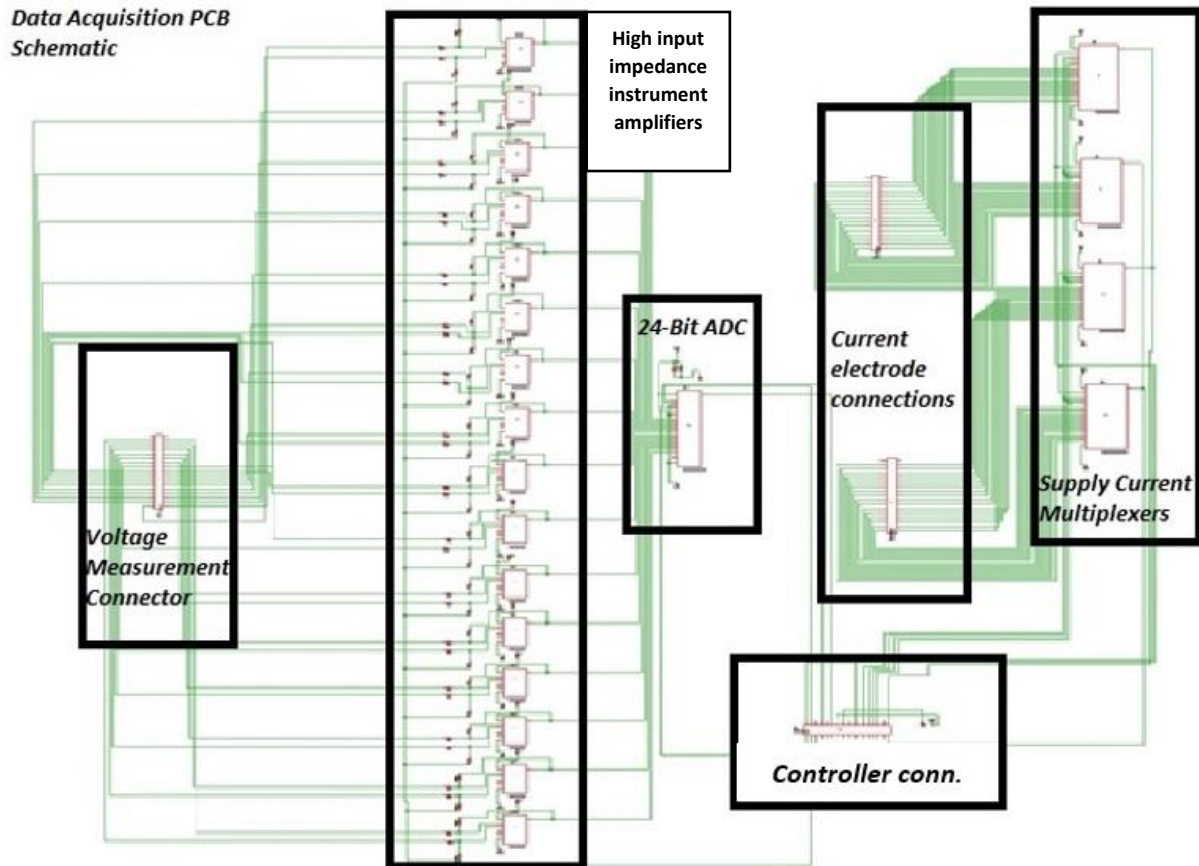 Data Acquisition PCB
Schematic
High input
impedance
instrument
amplifiers
24-Bit ADC
Current
electrode
connections
Supply Current
Multiplexers
Voltage
Measurement
Connector
Controller conn.